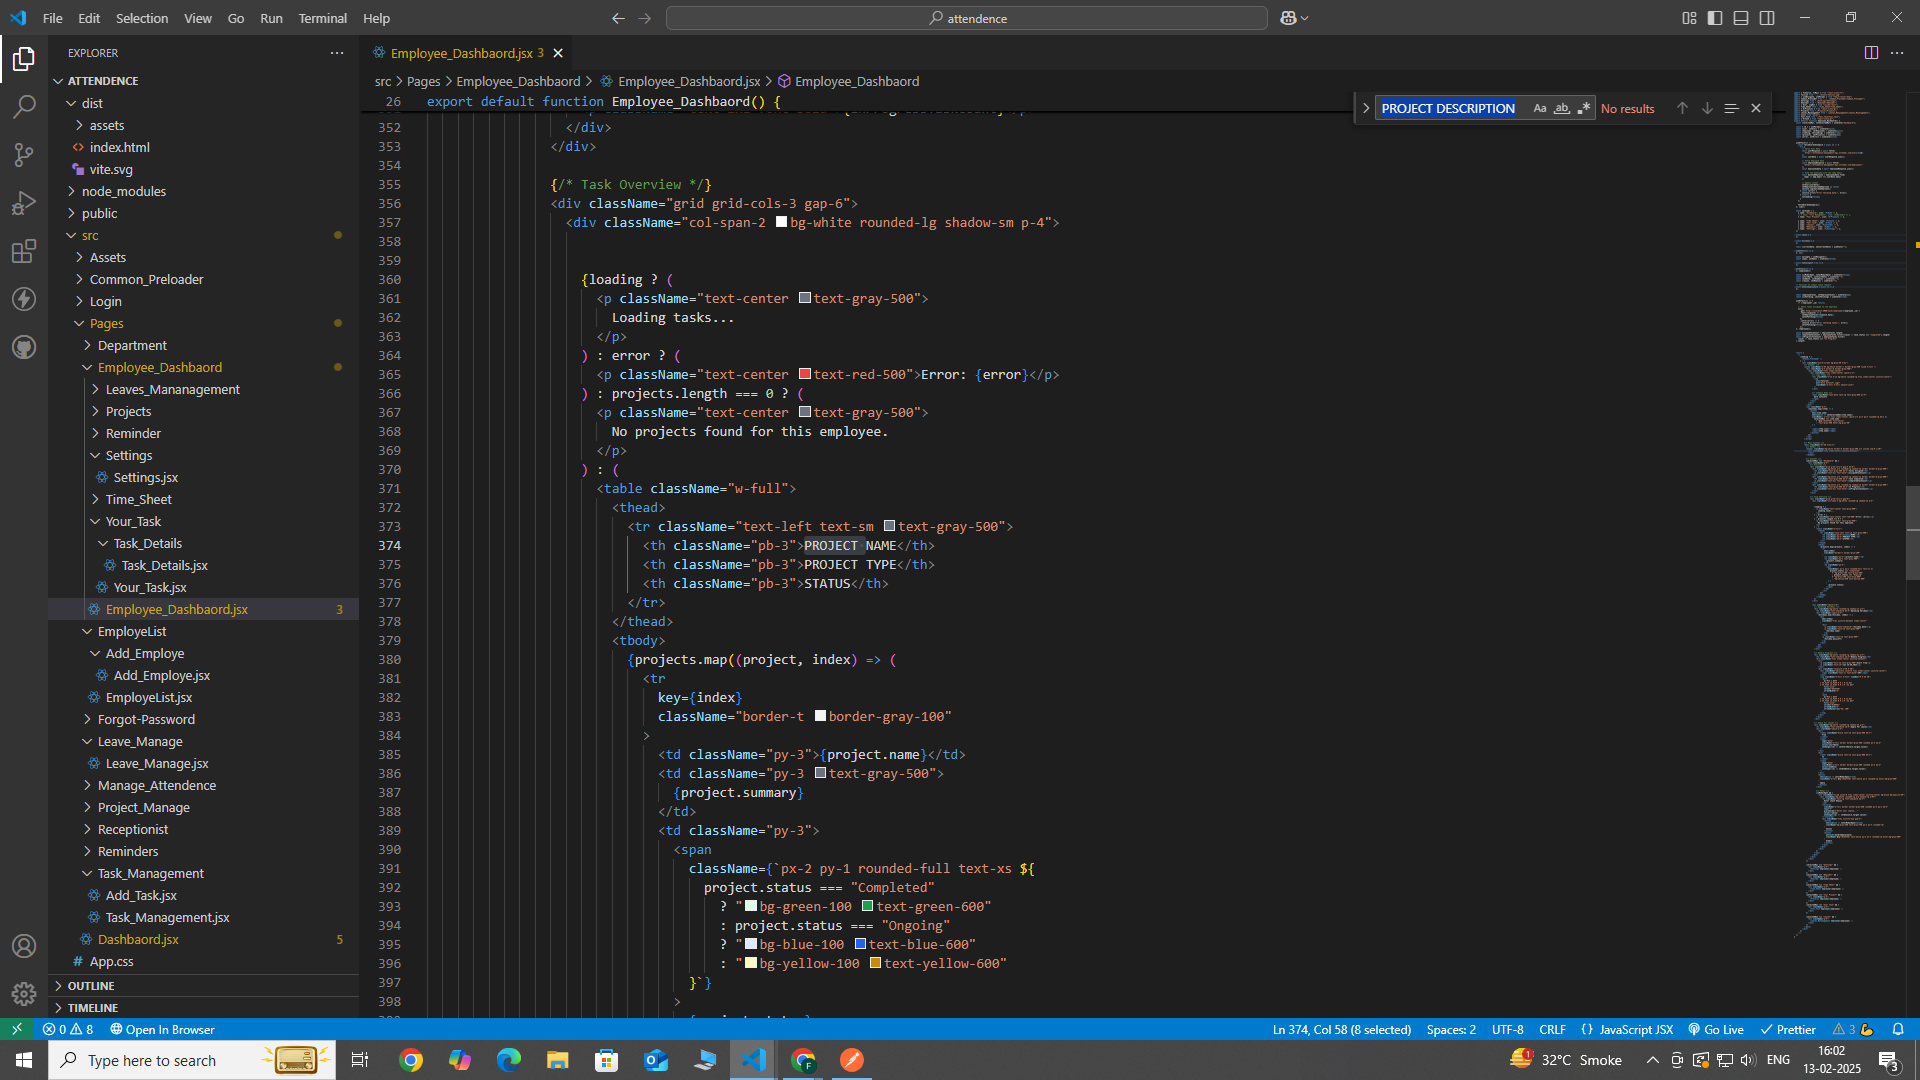 File Edit Selection View Go Run Terminal Help
attendence
EXPLORER
ATTENDENCE
dist
assets
index.html
vite.svg
node_modules
public
src
Assets
Common_Preloader
Login
Pages
Department
Employee_Dashbaord
Leaves_Mananagement
Projects
Reminder
Settings
Settings.jsx
Time_Sheet
Your_Task
Task_Details
Task_Details.jsx
Your_Task.jsx
Employee_Dashbaord.jsx 3
EmployeList
Add_Employe
Add_Employe.jsx
EmployeList.jsx
Forgot-Password
Leave_Manage
Leave_Manage.jsx
Manage_Attendence
Project_Manage
Receptionist
Reminders
Task_Management
Add_Task.jsx
Task_Management.jsx
Dashbaord.jsx 5
# App.css
OUTLINE
TIMELINE
Employee_Dashbaord.jsx 3
src > Pages > Employee_Dashbaord > Employee_Dashbaord.jsx > Employee_Dashbaord
PROJECT DESCRIPTION Aa ab .* No results
26 export default function Employee_Dashbaord() {
352 </div>
353 </div>
354
355 {/* Task Overview */}
356 <div className="grid grid-cols-3 gap-6">
357 <div className="col-span-2 bg-white rounded-lg shadow-sm p-4">
358
359
360 {loading ? (
361 <p className="text-center text-gray-500">
362 Loading tasks...
363 </p>
364 ) : error ? (
365 <p className="text-center text-red-500">Error: {error}</p>
366 ) : projects.length === 0 ? (
367 <p className="text-center text-gray-500">
368 No projects found for this employee.
369 </p>
370 ) : (
371 <table className="w-full">
372 <thead>
373 <tr className="text-left text-sm text-gray-500">
374 <th className="pb-3">PROJECT NAME</th>
375 <th className="pb-3">PROJECT TYPE</th>
376 <th className="pb-3">STATUS</th>
377 </tr>
378 </thead>
379 <tbody>
380 {projects.map((project, index) => (
381 <tr
382 key={index}
383 className="border-t border-gray-100"
384 >
385 <td className="py-3">{project.name}</td>
386 <td className="py-3 text-gray-500">
387 {project.summary}
388 </td>
389 <td className="py-3">
390 <span
391 className={`px-2 py-1 rounded-full text-xs ${
392 project.status === "Completed"
393 ? "bg-green-100 text-green-600"
394 : project.status === "Ongoing"
395 ? "bg-blue-100 text-blue-600"
396 : "bg-yellow-100 text-yellow-600"
397 }`}
398 >
0 8 Open In Browser
Ln 374, Col 58 (8 selected) Spaces: 2 UTF-8 CRLF {} JavaScript JSX Go Live Prettier 3
Type here to search
32°C Smoke
ENG
16:02
13-02-2025
3